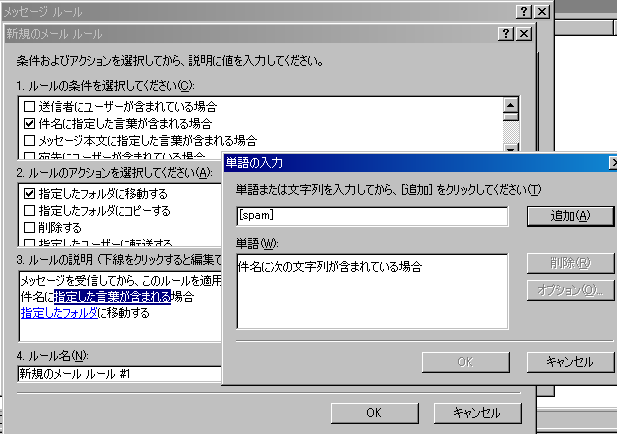 メッセージ ルール
新規のメール ルール
条件およびアクションを選択してから、説明に値を入力してください。
1. ルールの条件を選択してください(C):
送信者にユーザーが含まれている場合
件名に指定した言葉が含まれる場合
メッセージ本文に指定した言葉が含まれる場合
宛先にユーザーが含まれている場合
2. ルールのアクションを選択してください(A):
指定したフォルダに移動する
指定したフォルダにコピーする
削除する
指定したユーザーに転送する
3. ルールの説明 (下線をクリックすると編集で
メッセージを受信してから、このルールを適用
件名に指定した言葉が含まれる場合
指定したフォルダに移動する
4. ルール名(N):
新規のメール ルール #1
OK
キャンセル
単語の入力
単語または文字列を入力してから、[追加] をクリックしてください(T)
[spam]
追加(A)
単語(W):
件名に次の文字列が含まれている場合
削除(R)
オプション(O)...
OK
キャンセル